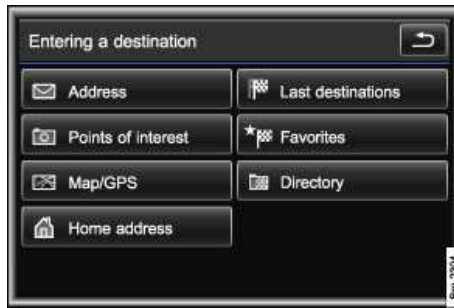 Entering a destination
Address
Last destinations
Points of interest
Favorites
Map/GPS
Directory
Home address